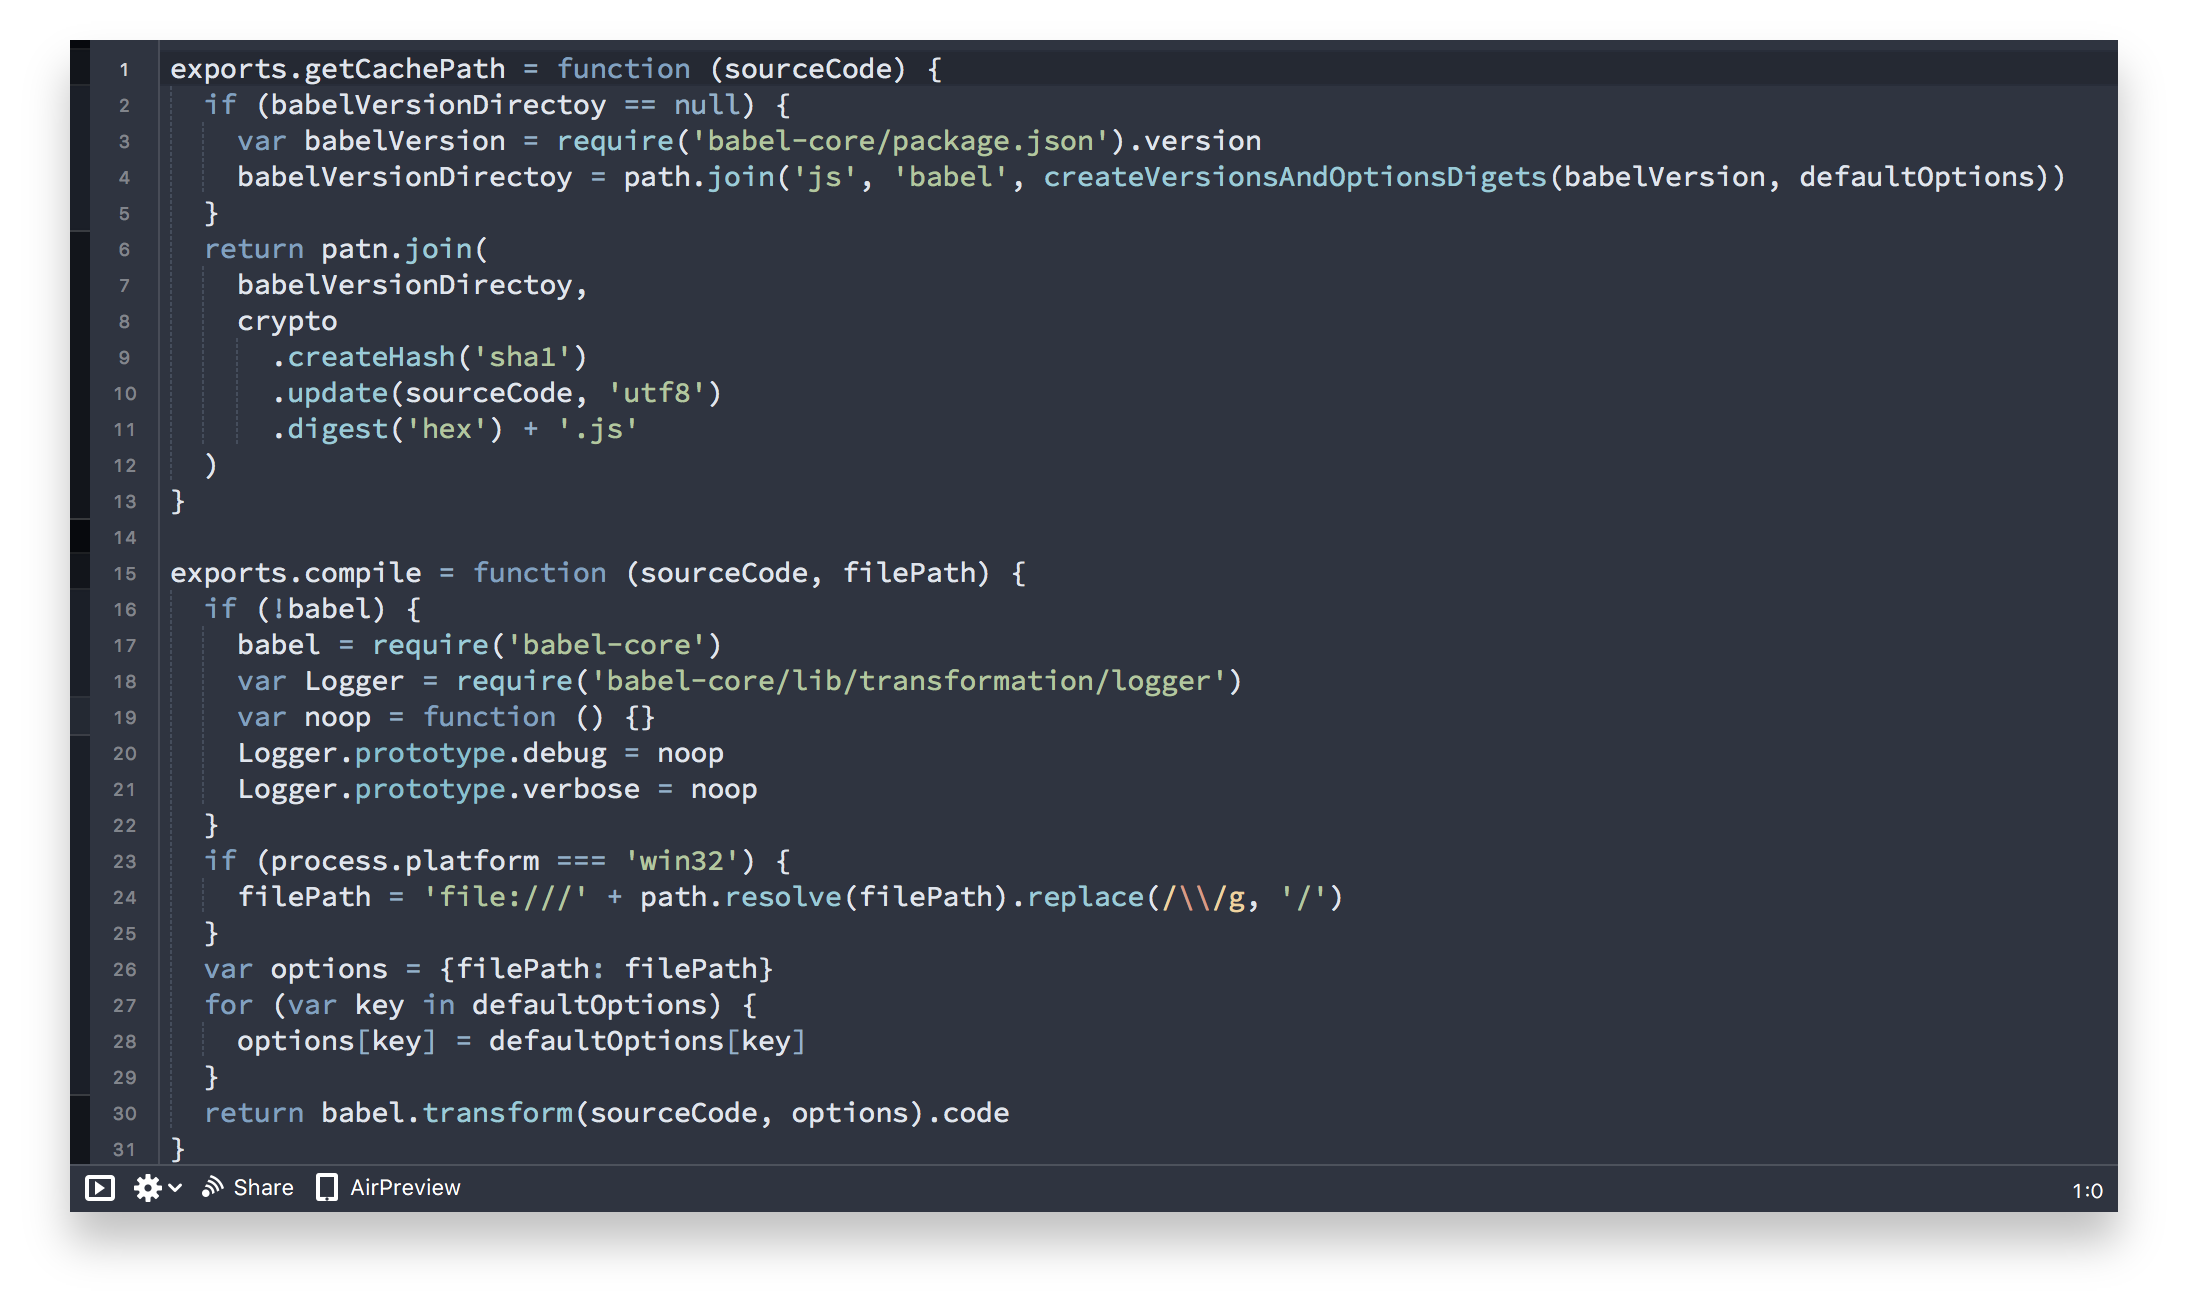 1 exports.getCachePath = function (sourceCode) {
2   if (babelVersionDirectoy == null) {
3     var babelVersion = require('babel-core/package.json').version
4     babelVersionDirectoy = path.join('js', 'babel', createVersionsAndOptionsDigets(babelVersion, defaultOptions))
5   }
6   return patn.join(
7     babelVersionDirectoy,
8     crypto
9       .createHash('sha1')
10       .update(sourceCode, 'utf8')
11       .digest('hex') + '.js'
12   )
13 }
14
15 exports.compile = function (sourceCode, filePath) {
16   if (!babel) {
17     babel = require('babel-core')
18     var Logger = require('babel-core/lib/transformation/logger')
19     var noop = function () {}
20     Logger.prototype.debug = noop
21     Logger.prototype.verbose = noop
22   }
23   if (process.platform === 'win32') {
24     filePath = 'file:///' + path.resolve(filePath).replace(/\\/g, '/')
25   }
26   var options = {filePath: filePath}
27   for (var key in defaultOptions) {
28     options[key] = defaultOptions[key]
29   }
30   return babel.transform(sourceCode, options).code
31 }
Share AirPreview 1:0